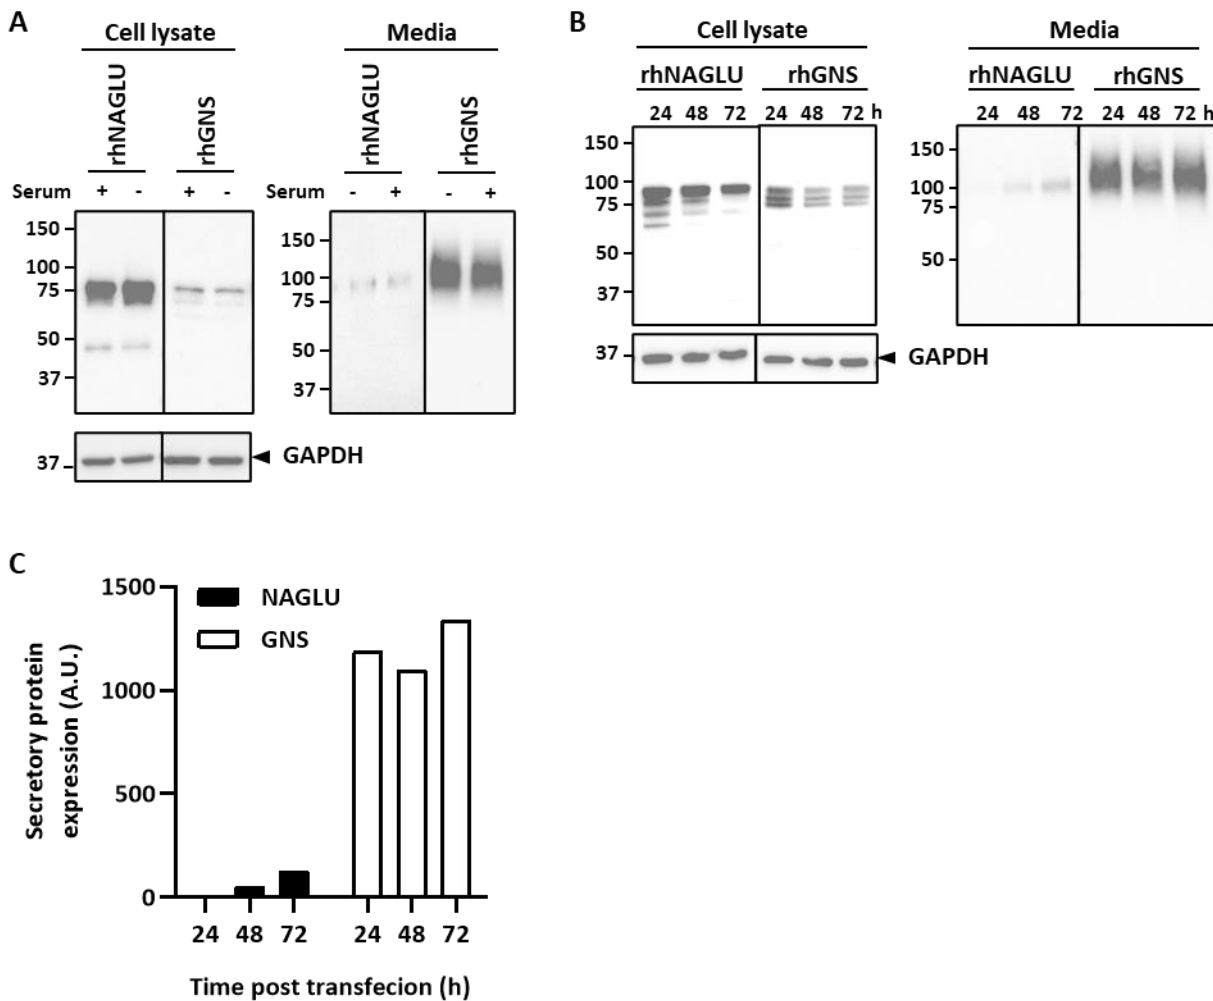 A
Cell lysate
Media
rhNAGLU
rhGNS
rhNAGLU
rhGNS
Serum + - + -
Serum - + - +
150
100
75
50
37
150
100
75
50
37
37
GAPDH
B
Cell lysate
Media
rhNAGLU rhGNS
rhNAGLU rhGNS
24 48 72 24 48 72 h
24 48 72 24 48 72 h
150
100
75
50
37
150
100
75
50
37
GAPDH
C
Secretory protein
expression (A.U.)
1500
1000
500
0
NAGLU
GNS
24 48 72 24 48 72
Time post transfecion (h)